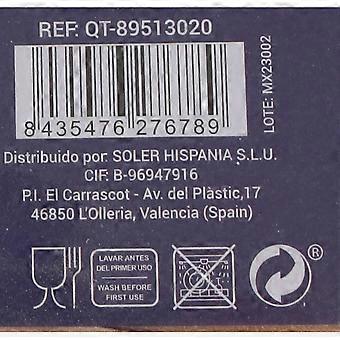 REF: QT-89513020
LOTE: MX23002
8 435476 276789
Distribuido por: SOLER HISPANIA S.L.U.
CIF: B-96947916
P.I. El Carrascot - Av. del Plàstic,17
46850 L'Olleria, Valencia (Spain)
LAVAR ANTES
DEL PRIMER USO
WASH BEFORE
FIRST USE
®